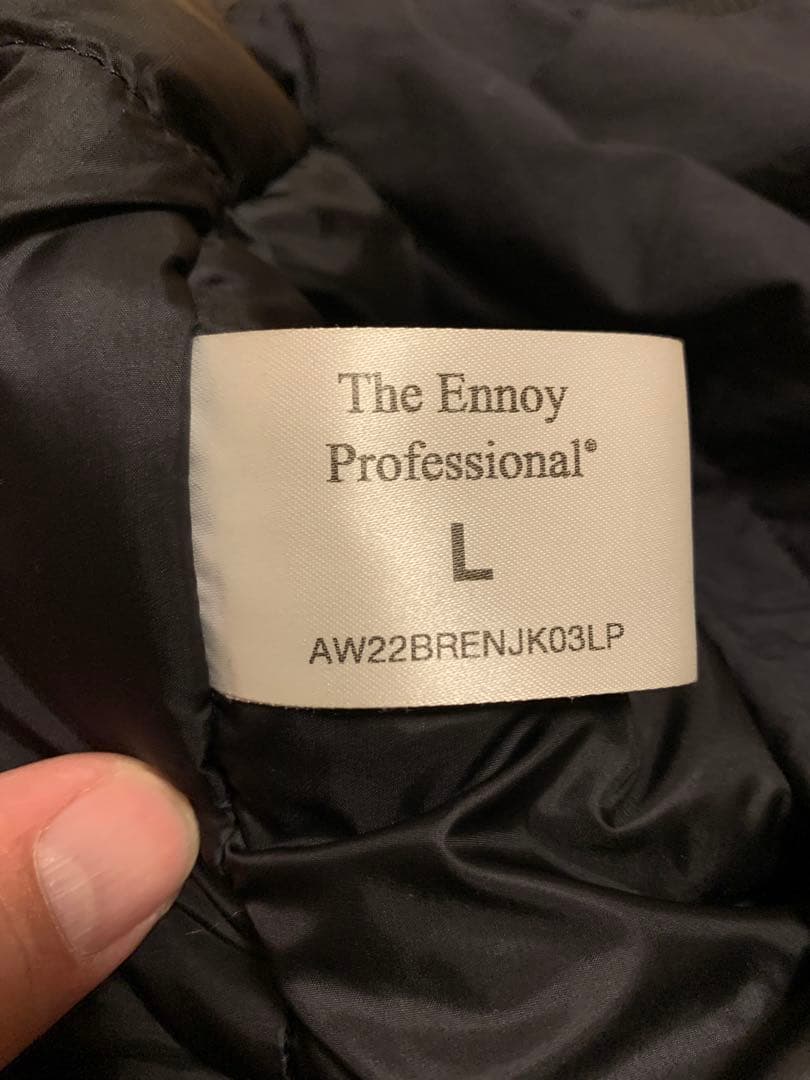 The Ennoy
Professional®
L
AW22BRENJK03LP